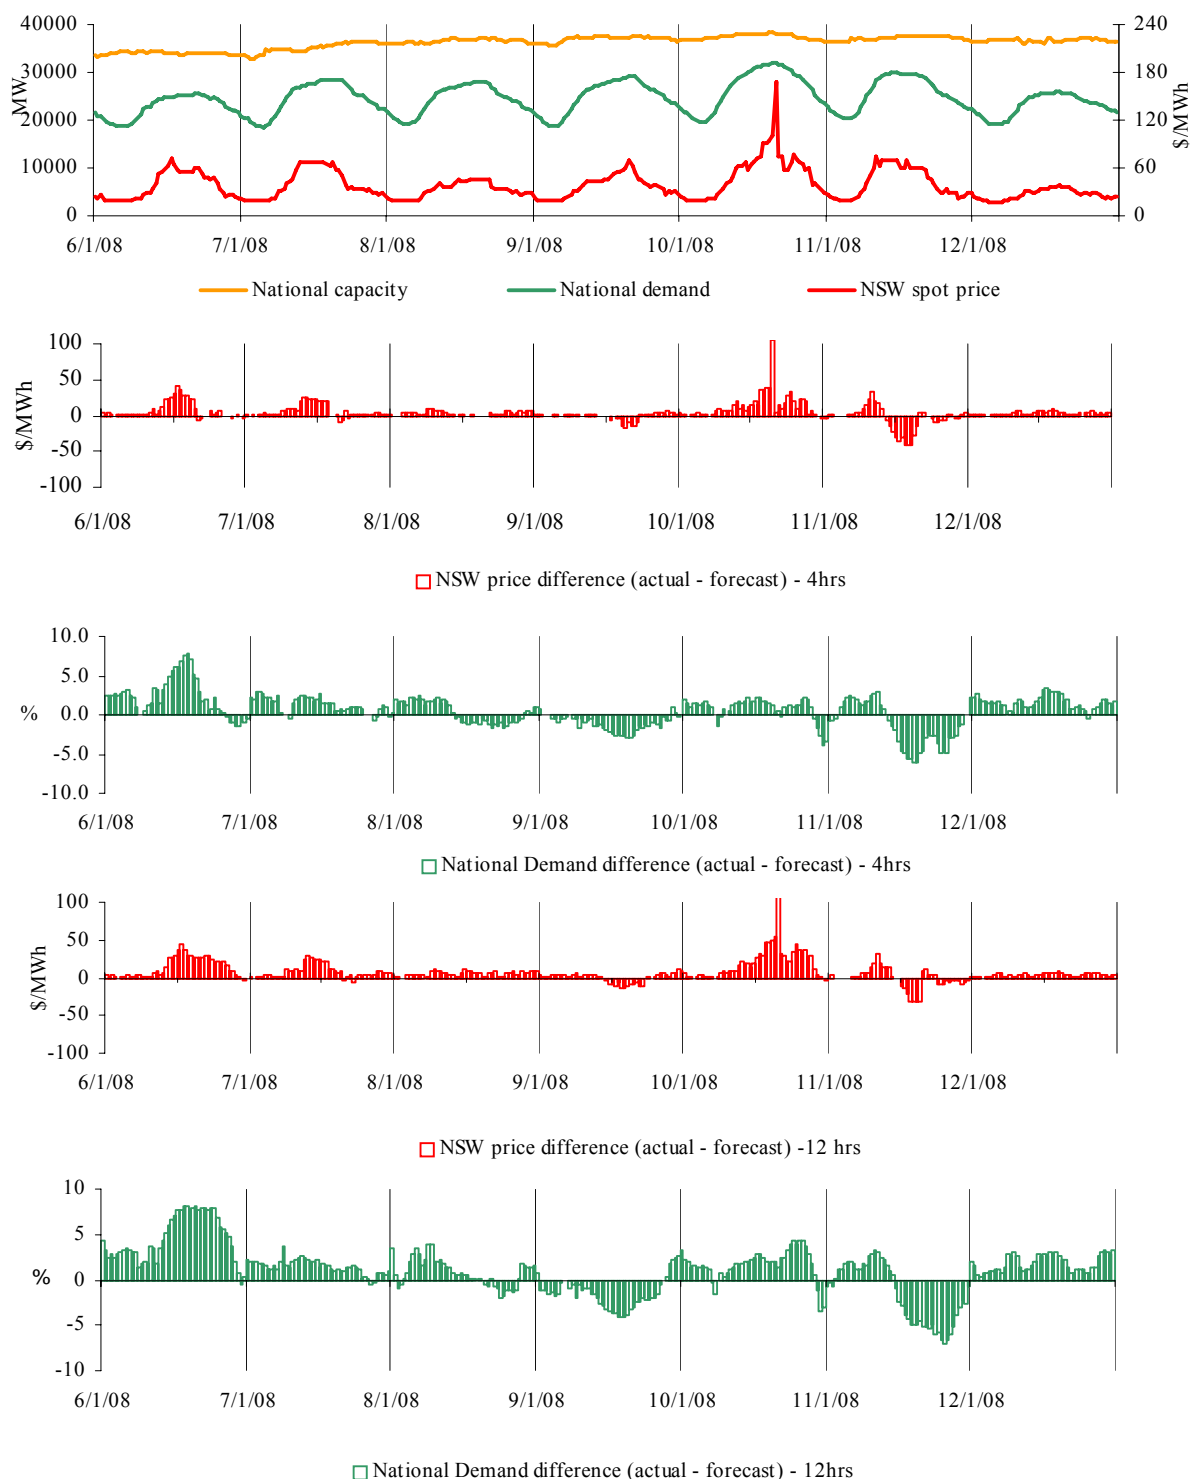 40000
30000
20000
10000
0
MW
240
180
120
60
0
$/MWh
6/1/08 7/1/08 8/1/08 9/1/08 10/1/08 11/1/08 12/1/08
National capacity National demand NSW spot price
100
50
0
-50
-100
$/MWh
6/1/08 7/1/08 8/1/08 9/1/08 10/1/08 11/1/08 12/1/08
NSW price difference (actual - forecast) - 4hrs
10.0
5.0
0.0
-5.0
-10.0
%
6/1/08 7/1/08 8/1/08 9/1/08 10/1/08 11/1/08 12/1/08
National Demand difference (actual - forecast) - 4hrs
100
50
0
-50
-100
$/MWh
6/1/08 7/1/08 8/1/08 9/1/08 10/1/08 11/1/08 12/1/08
NSW price difference (actual - forecast) -12 hrs
10
5
0
-5
-10
%
6/1/08 7/1/08 8/1/08 9/1/08 10/1/08 11/1/08 12/1/08
National Demand difference (actual - forecast) - 12hrs